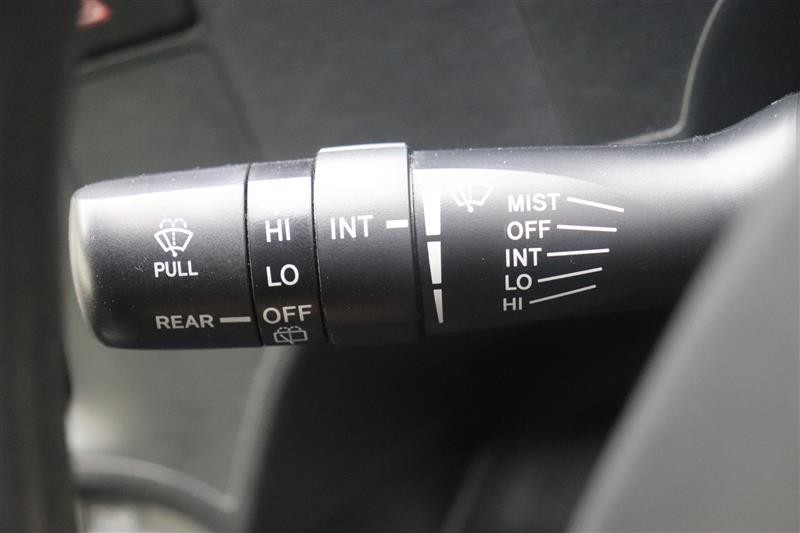 PULL
REAR
HI
LO
OFF
INT
MIST
OFF
INT
LO
HI